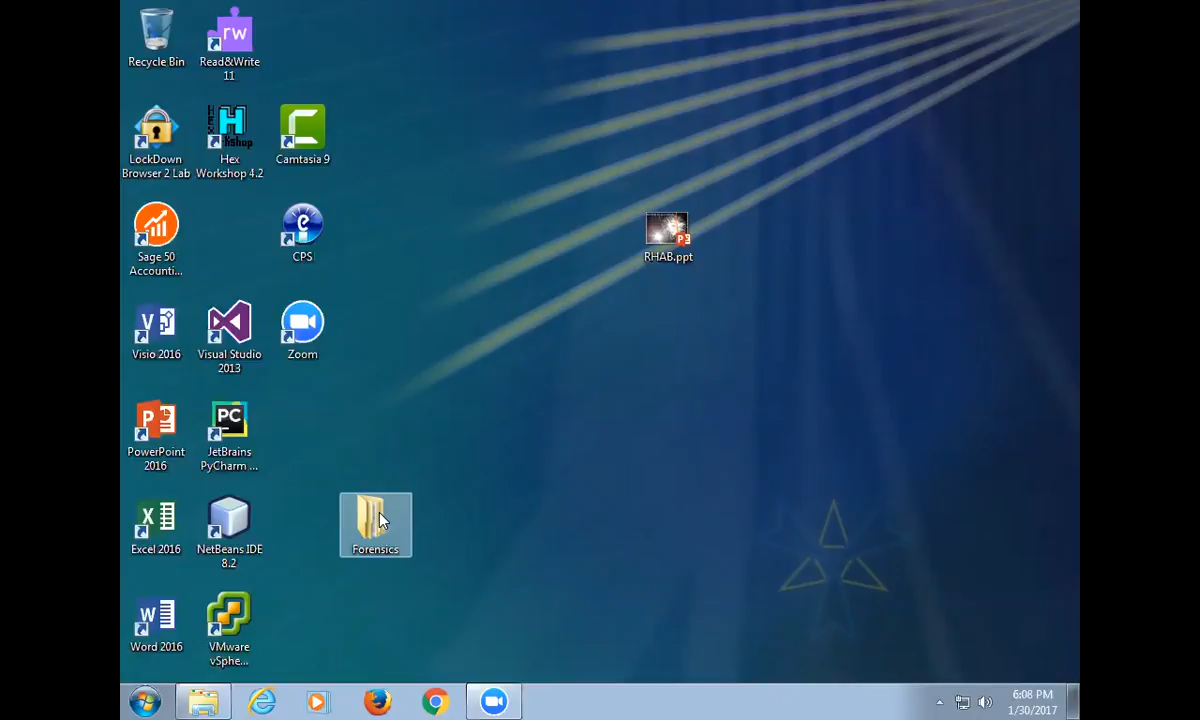 Recycle Bin
rw
Read&Write
11
LockDown
Browser 2 Lab
Hex
Workshop 4.2
Camtasia 9
Sage 50
Accounti...
e
CPS
RHAB.ppt
Visio 2016
Visual Studio
2013
Zoom
PowerPoint
2016
PC
JetBrains
PyCharm ...
Excel 2016
NetBeans IDE
8.2
Forensics
Word 2016
VMware
vSphe...
6:08 PM
1/30/2017